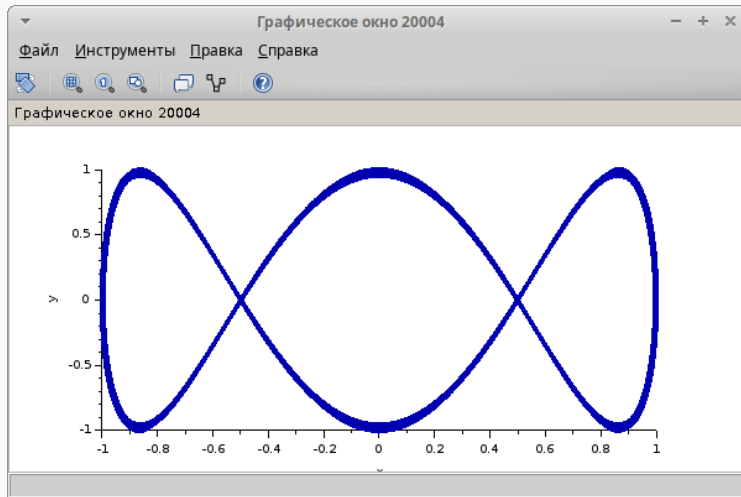 Графическое окно 20004
Файл Инструменты Правка Справка
Графическое окно 20004
1
0.5
y
0
-0.5
-1
-1 -0.8 -0.6 -0.4 -0.2 0 0.2 0.4 0.6 0.8 1